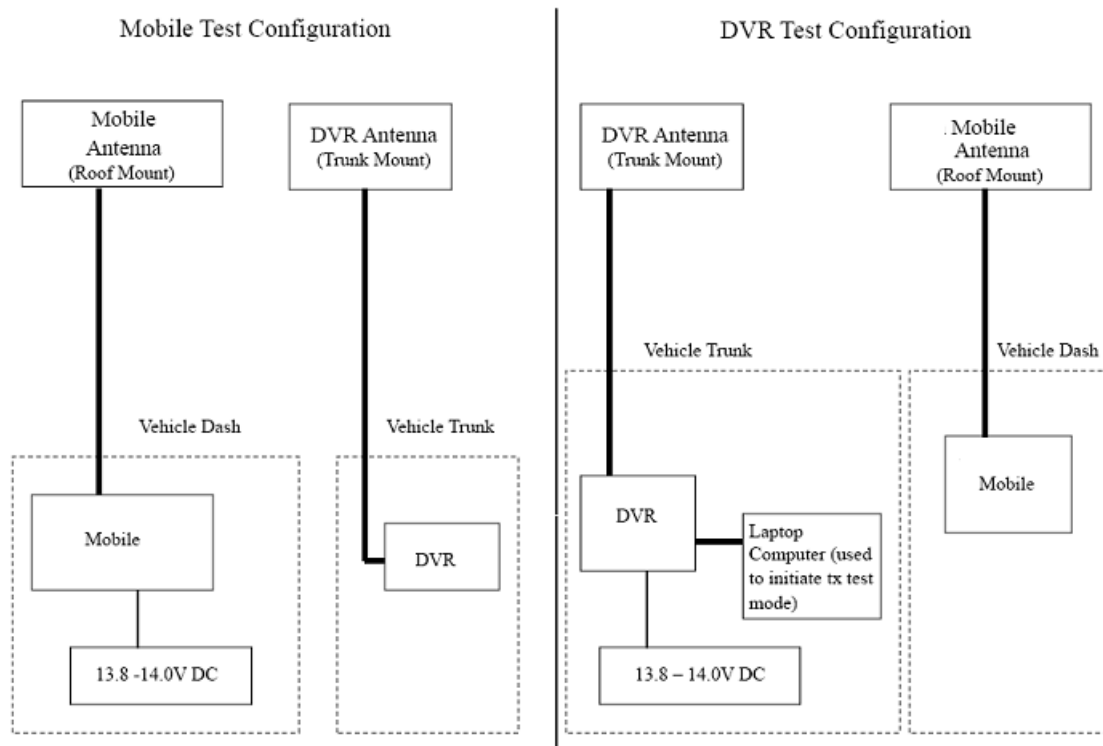 Mobile Test Configuration
Mobile
Antenna
(Roof Mount)
DVR Antenna
(Trunk Mount)
Vehicle Dash
Vehicle Trunk
Mobile
DVR
13.8 -14.0V DC
DVR Test Configuration
DVR Antenna
(Trunk Mount)
. Mobile
Antenna
(Roof Mount)
Vehicle Trunk
Vehicle Dash
DVR
Laptop
Computer (used
to initiate tx test
mode)
Mobile
13.8 – 14.0V DC